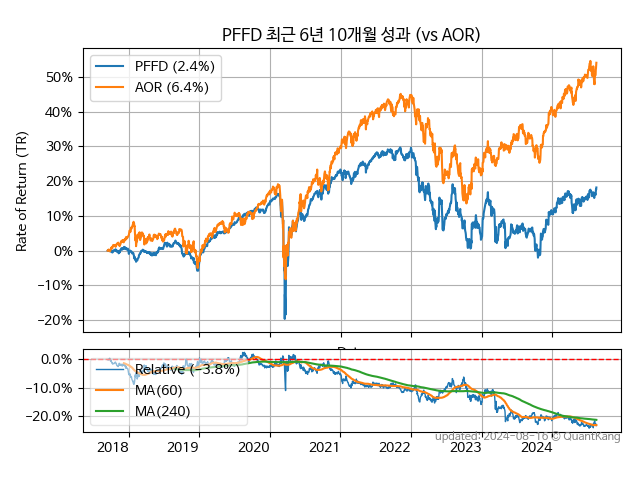 PFFD 최근 6년 10개월 성과 (vs AOR)
PFFD (2.4%)
AOR (6.4%)
Rate of Return (TR)
50%
40%
30%
20%
10%
0%
−10%
−20%
0.0%
−10.0%
−20.0%
Relative (−3.8%)
MA(60)
MA(240)
2018 2019 2020 2021 2022 2023 2024
updated: 2024-08-16 © QuantKang